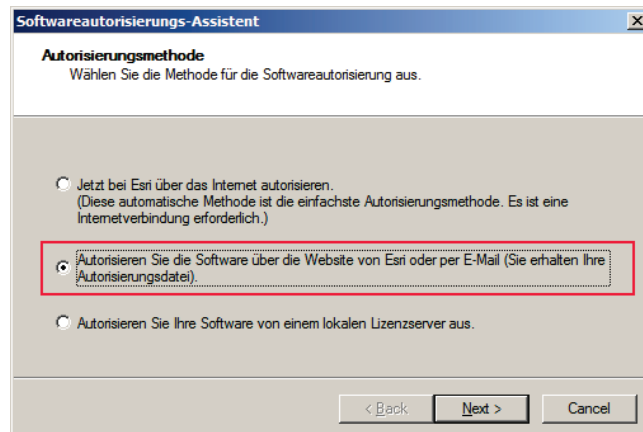 Softwareautorisierungs-Assistent
Autorisierungsmethode
Wählen Sie die Methode für die Softwareautorisierung aus.
Jetzt bei Esri über das Internet autorisieren.
(Diese automatische Methode ist die einfachste Autorisierungsmethode. Es ist eine
Internetverbindung erforderlich.)
Autorisieren Sie die Software über die Website von Esri oder per E-Mail (Sie erhalten Ihre
Autorisierungsdatei).
Autorisieren Sie Ihre Software von einem lokalen Lizenzserver aus.
< Back Next > Cancel